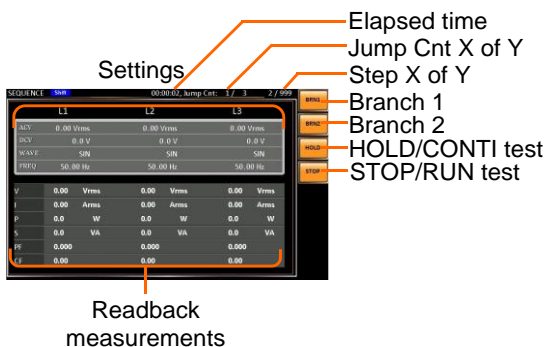 Elapsed time
Jump Cnt X of Y
Settings
Step X of Y
SEQUENCE Shift 00:00:02, Jump Cnt: 1 / 3 2 / 999
BRN1
Branch 1
L1 L2 L3
BRN2
Branch 2
ACV 0.00 Vrms 0.00 Vrms 0.00 Vrms
DCV 0.0 V 0.0 V 0.0 V
HOLD
HOLD/CONTI test
WAVE SIN SIN SIN
FREQ 50.00 Hz 50.00 Hz 50.00 Hz
STOP
STOP/RUN test
V 0.00 Vrms 0.00 Vrms 0.00 Vrms
I 0.00 Arms 0.00 Arms 0.00 Arms
P 0.0 W 0.0 W 0.0 W
S 0.0 VA 0.0 VA 0.0 VA
PF 0.000 0.000 0.000
CF 0.00 0.00 0.00
Readback
measurements